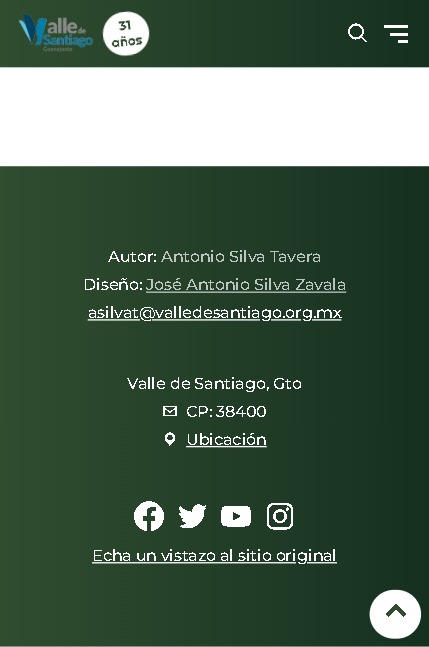 Valle de
Santiago
Guanajuato
31
años
Autor: Antonio Silva Tavera
Diseño: José Antonio Silva Zavala
asilvat@valledesantiago.org.mx
Valle de Santiago, Gto
CP: 38400
Ubicación
Echa un vistazo al sitio original